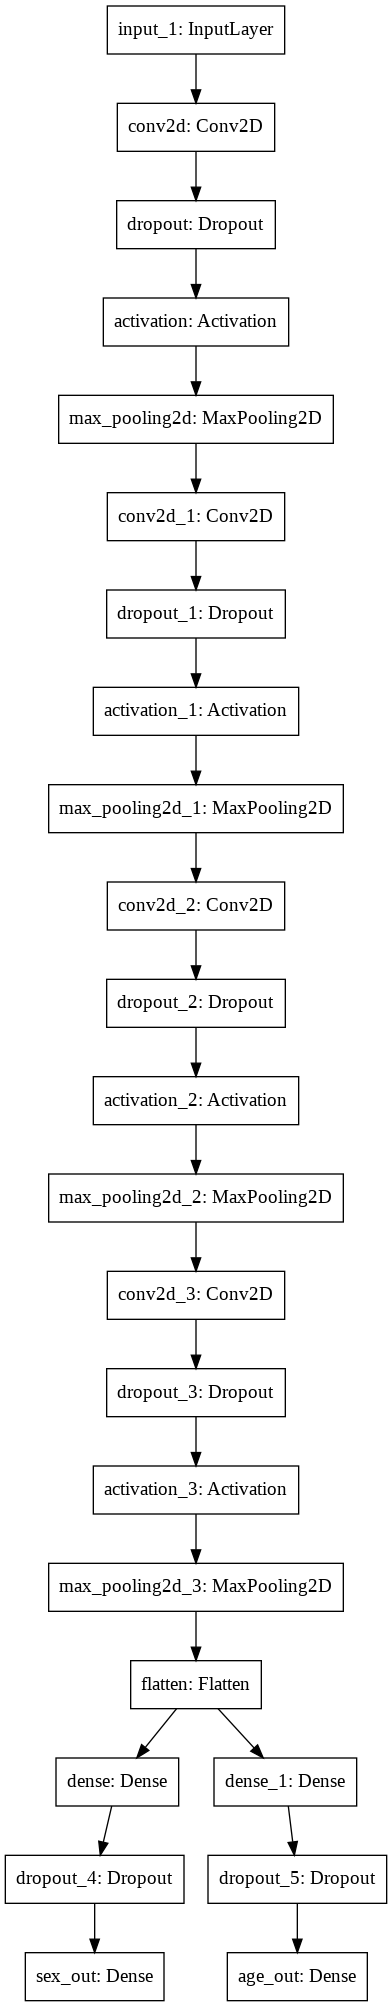 input_1: InputLayer
conv2d: Conv2D
dropout: Dropout
activation: Activation
max_pooling2d: MaxPooling2D
conv2d_1: Conv2D
dropout_1: Dropout
activation_1: Activation
max_pooling2d_1: MaxPooling2D
conv2d_2: Conv2D
dropout_2: Dropout
activation_2: Activation
max_pooling2d_2: MaxPooling2D
conv2d_3: Conv2D
dropout_3: Dropout
activation_3: Activation
max_pooling2d_3: MaxPooling2D
flatten: Flatten
dense: Dense
dense_1: Dense
dropout_4: Dropout
dropout_5: Dropout
sex_out: Dense
age_out: Dense